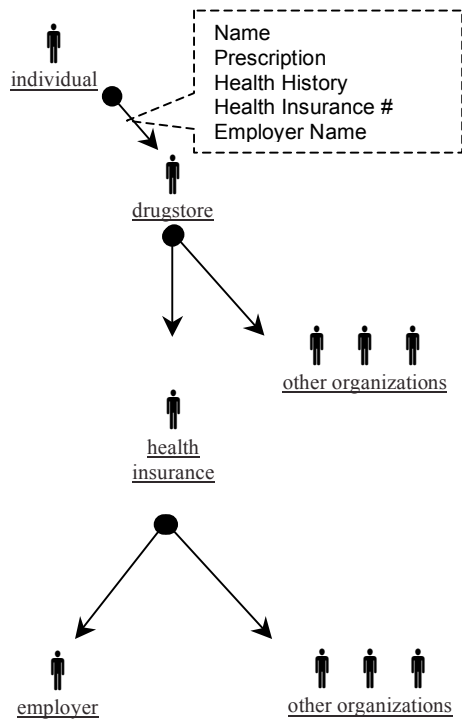 individual
Name
Prescription
Health History
Health Insurance #
Employer Name
drugstore
other organizations
health
insurance
employer
other organizations